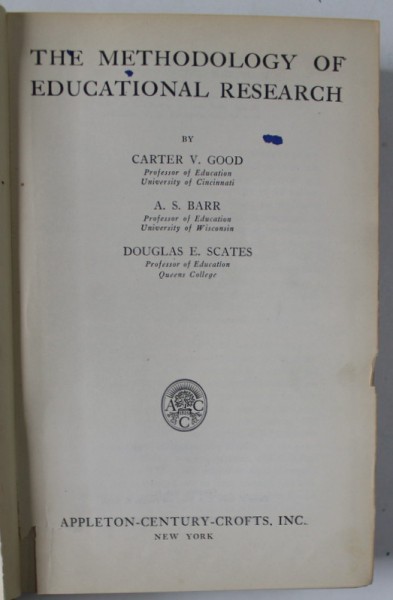 THE METHODOLOGY OF
EDUCATIONAL RESEARCH
BY
CARTER V. GOOD
Professor of Education
University of Cincinnati
A. S. BARR
Professor of Education
University of Wisconsin
DOUGLAS E. SCATES
Professor of Education
Queens College
A C
C
APPLETON-CENTURY-CROFTS, INC.
NEW YORK